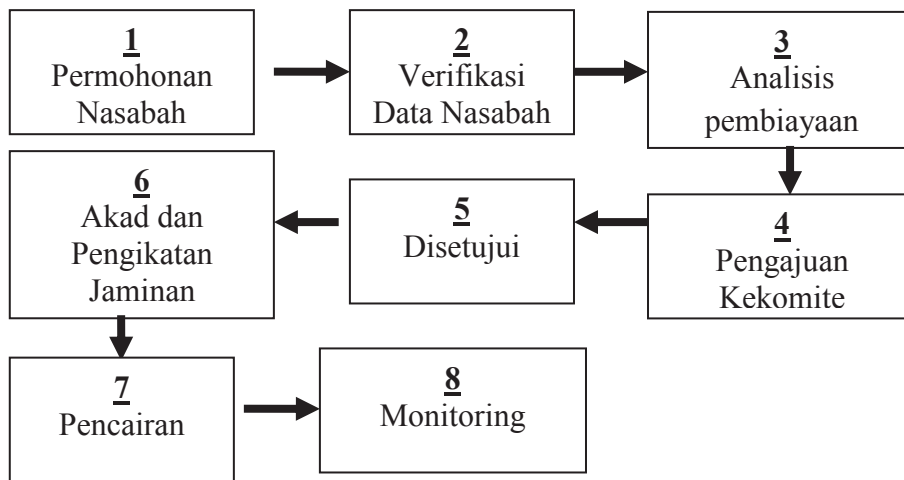 1
Permohonan
Nasabah
2
Verifikasi
Data Nasabah
3
Analisis
pembiayaan
4
Pengajuan
Kekomite
5
Disetujui
6
Akad dan
Pengikatan
Jaminan
7
Pencairan
8
Monitoring